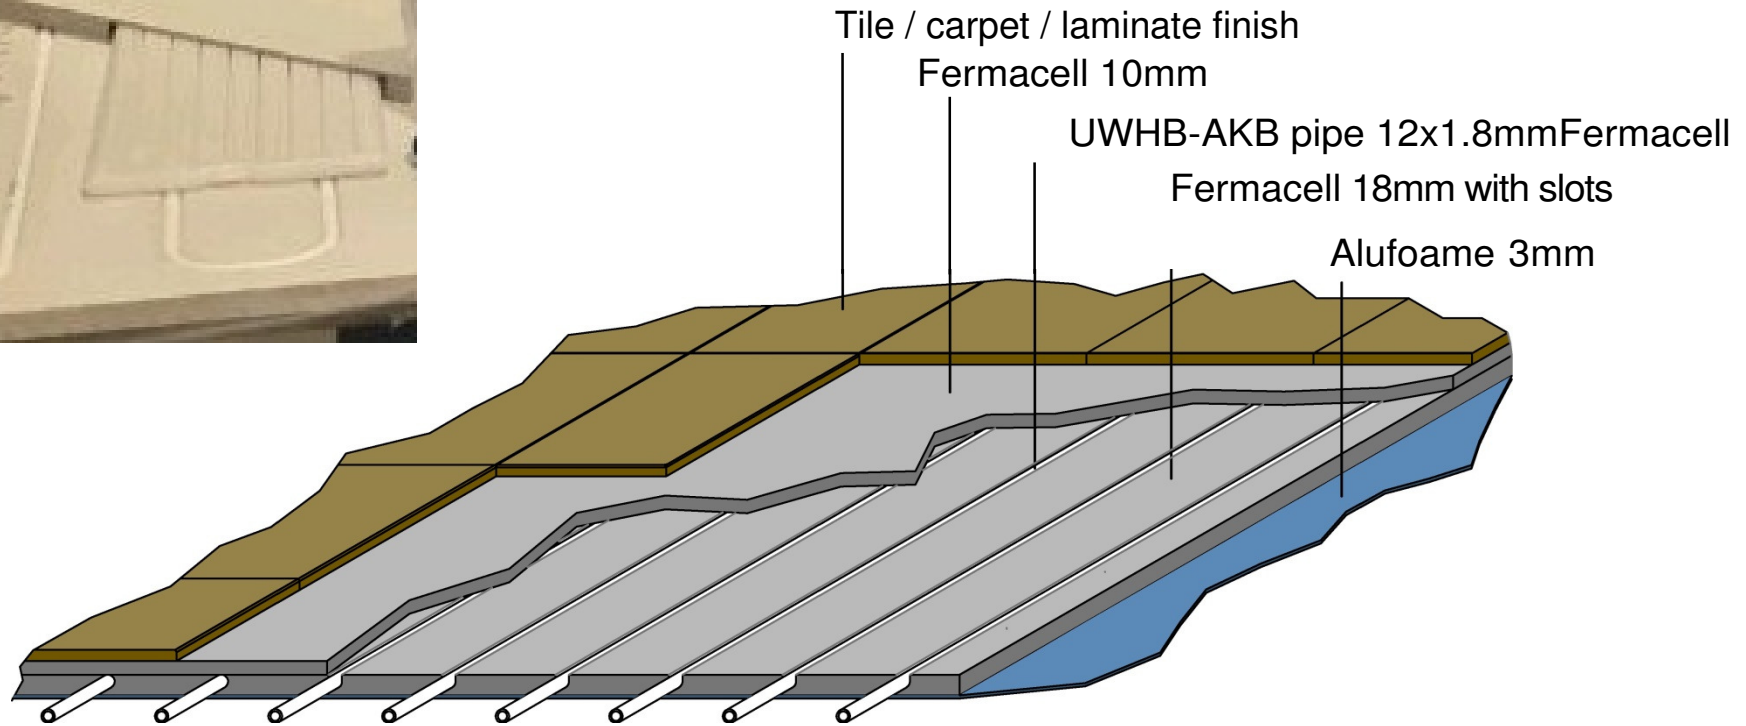 Tile / carpet / laminate finish
Fermacell 10mm
UWHB-AKB pipe 12x1.8mmFermacell
Fermacell 18mm with slots
Alufoame 3mm